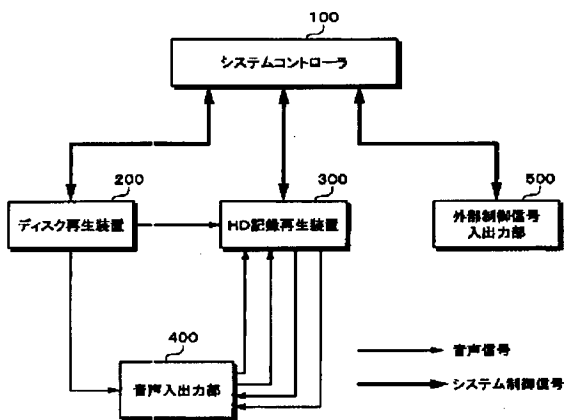 100
システムコントローラ
200
ディスク再生装置
300
HD記録再生装置
500
外部制御信号
入出力部
400
音声入出力部
音声信号
システム制御信号